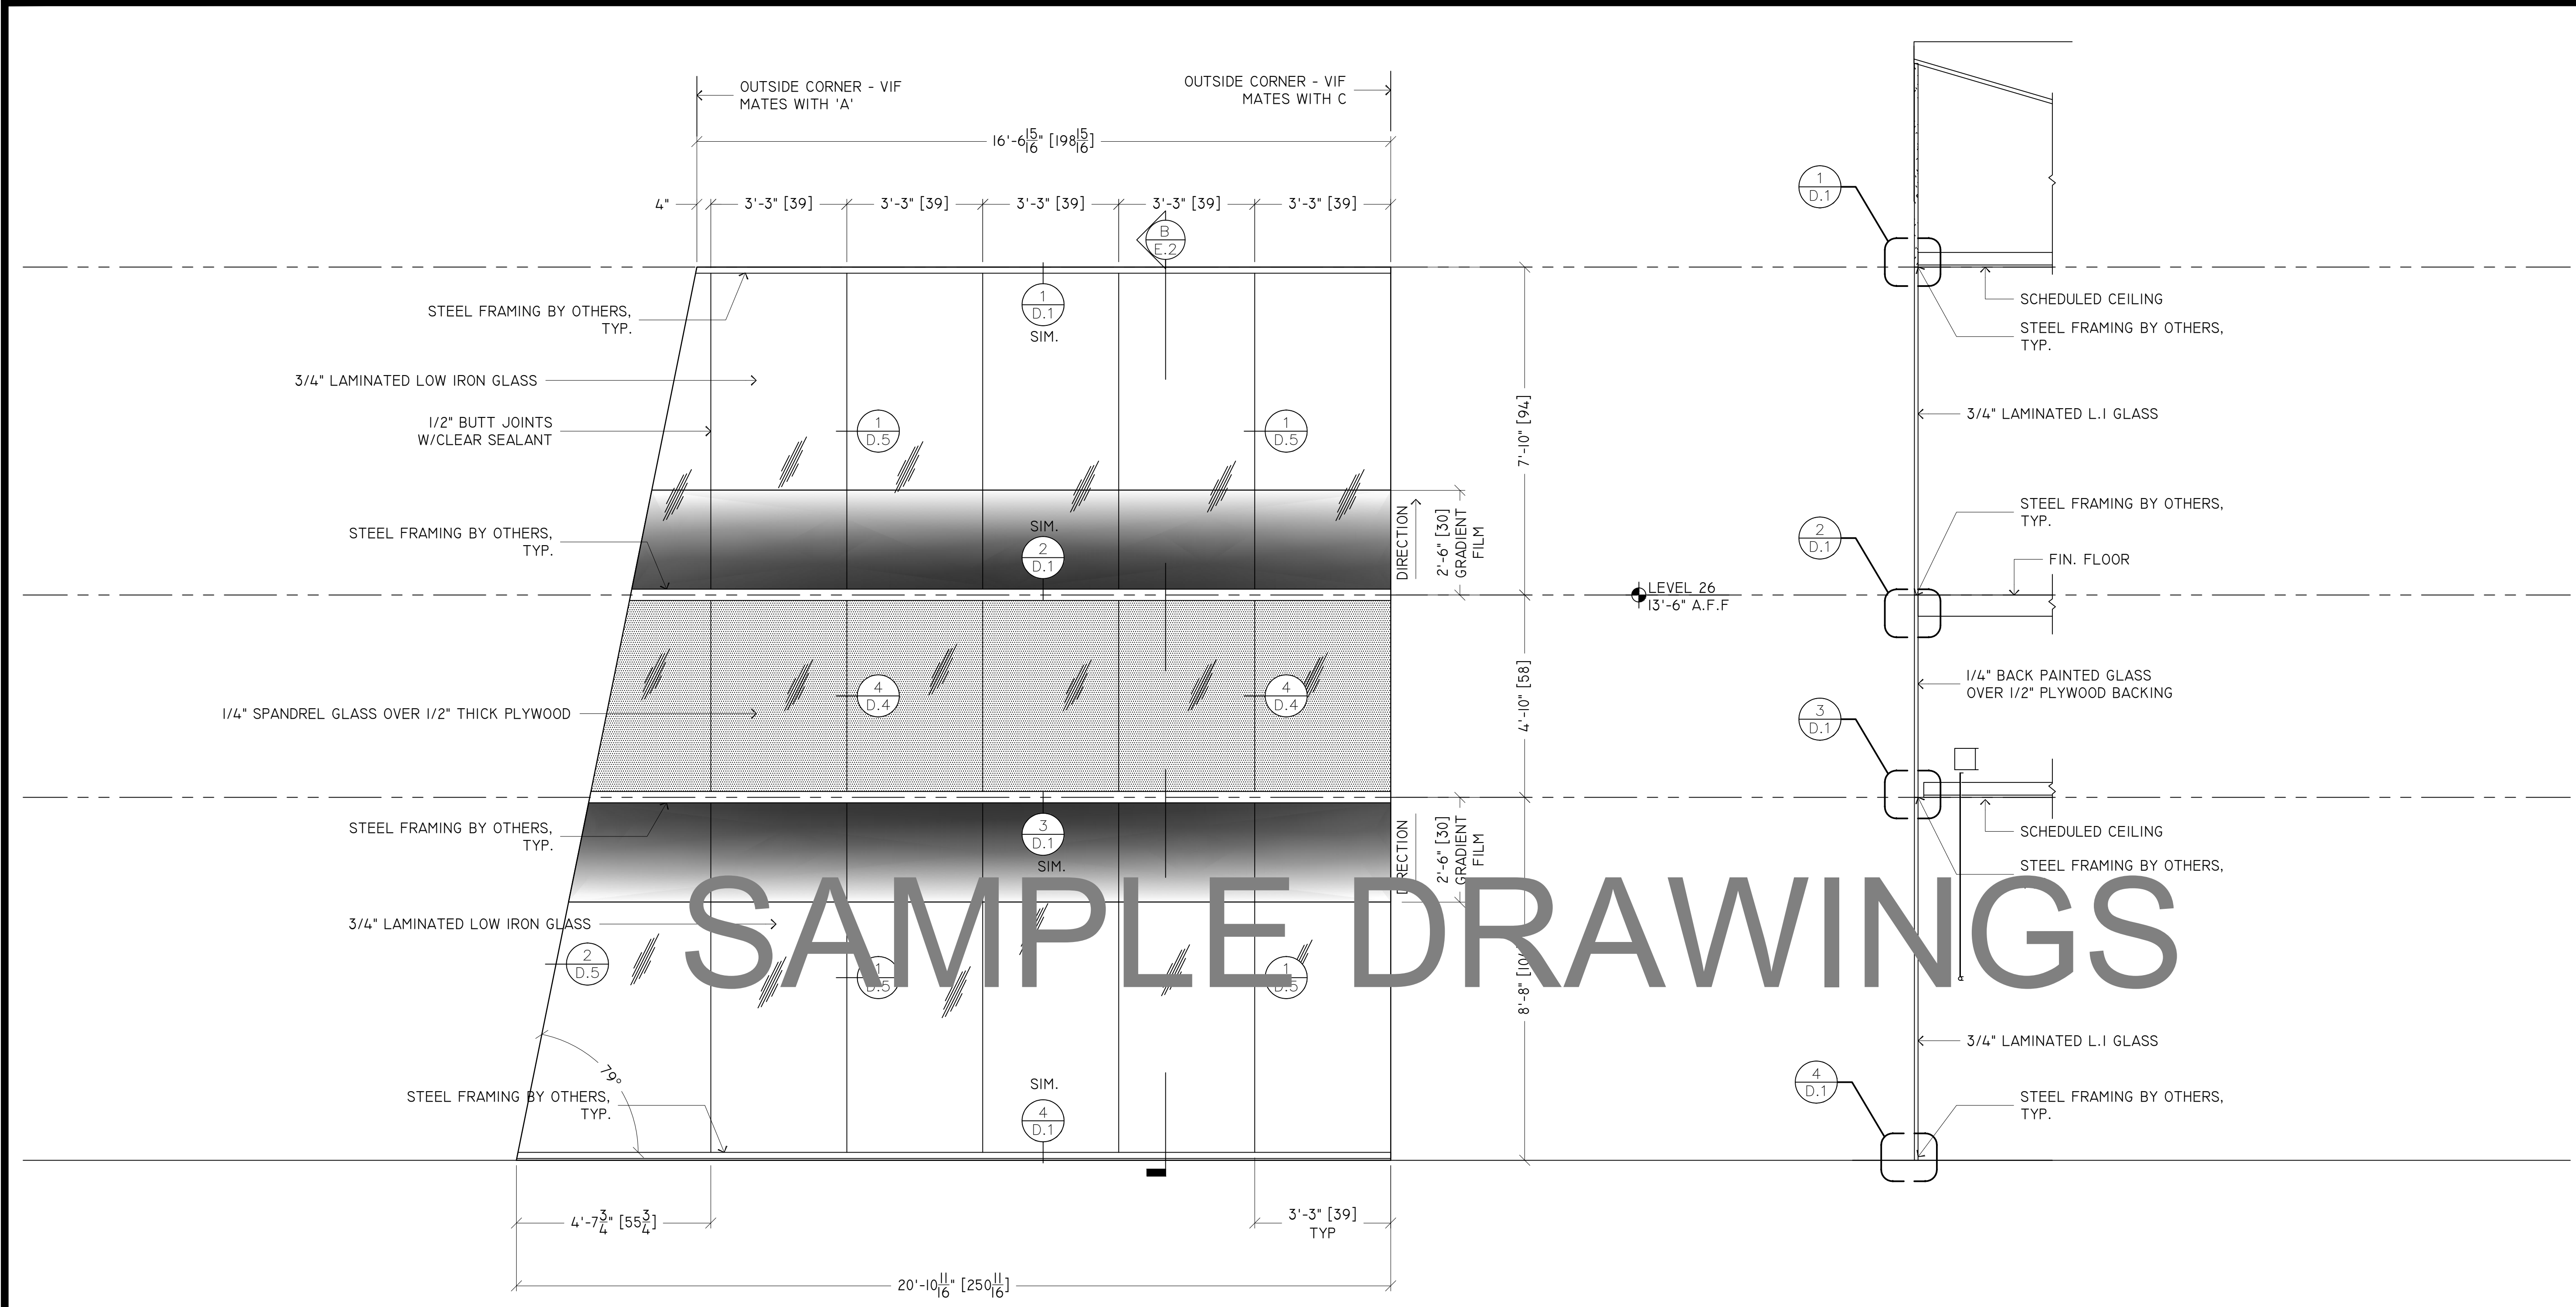 OUTSIDE CORNER - VIF
MATES WITH 'A'
OUTSIDE CORNER - VIF
MATES WITH C
16'-6 15/16" [198 15/16]
4"
3'-3" [39]
3'-3" [39]
3'-3" [39]
3'-3" [39]
3'-3" [39]
B
E.2
STEEL FRAMING BY OTHERS,
TYP.
1
D.1
SIM.
3/4" LAMINATED LOW IRON GLASS
1/2" BUTT JOINTS
W/CLEAR SEALANT
1
D.5
1
D.5
7'-10" [94]
STEEL FRAMING BY OTHERS,
TYP.
SIM.
2
D.1
DIRECTION
2'-6" [30]
GRADIENT
FILM
LEVEL 26
13'-6" A.F.F
1/4" SPANDREL GLASS OVER 1/2" THICK PLYWOOD
4
D.4
4
D.4
4'-10" [58]
STEEL FRAMING BY OTHERS,
TYP.
3
D.1
SIM.
DIRECTION
2'-6" [30]
GRADIENT
FILM
3/4" LAMINATED LOW IRON GLASS
2
D.5
1
D.5
1
D.5
8'-8"
SAMPLE DRAWINGS
79°
STEEL FRAMING BY OTHERS,
TYP.
SIM.
4
D.1
4'-7 3/4" [55 3/4]
3'-3" [39]
TYP
20'-10 11/16" [250 11/16]
1
D.1
SCHEDULED CEILING
STEEL FRAMING BY OTHERS,
TYP.
3/4" LAMINATED L.I GLASS
STEEL FRAMING BY OTHERS,
TYP.
2
D.1
FIN. FLOOR
1/4" BACK PAINTED GLASS
OVER 1/2" PLYWOOD BACKING
3
D.1
SCHEDULED CEILING
STEEL FRAMING BY OTHERS,
3/4" LAMINATED L.I GLASS
4
D.1
STEEL FRAMING BY OTHERS,
TYP.